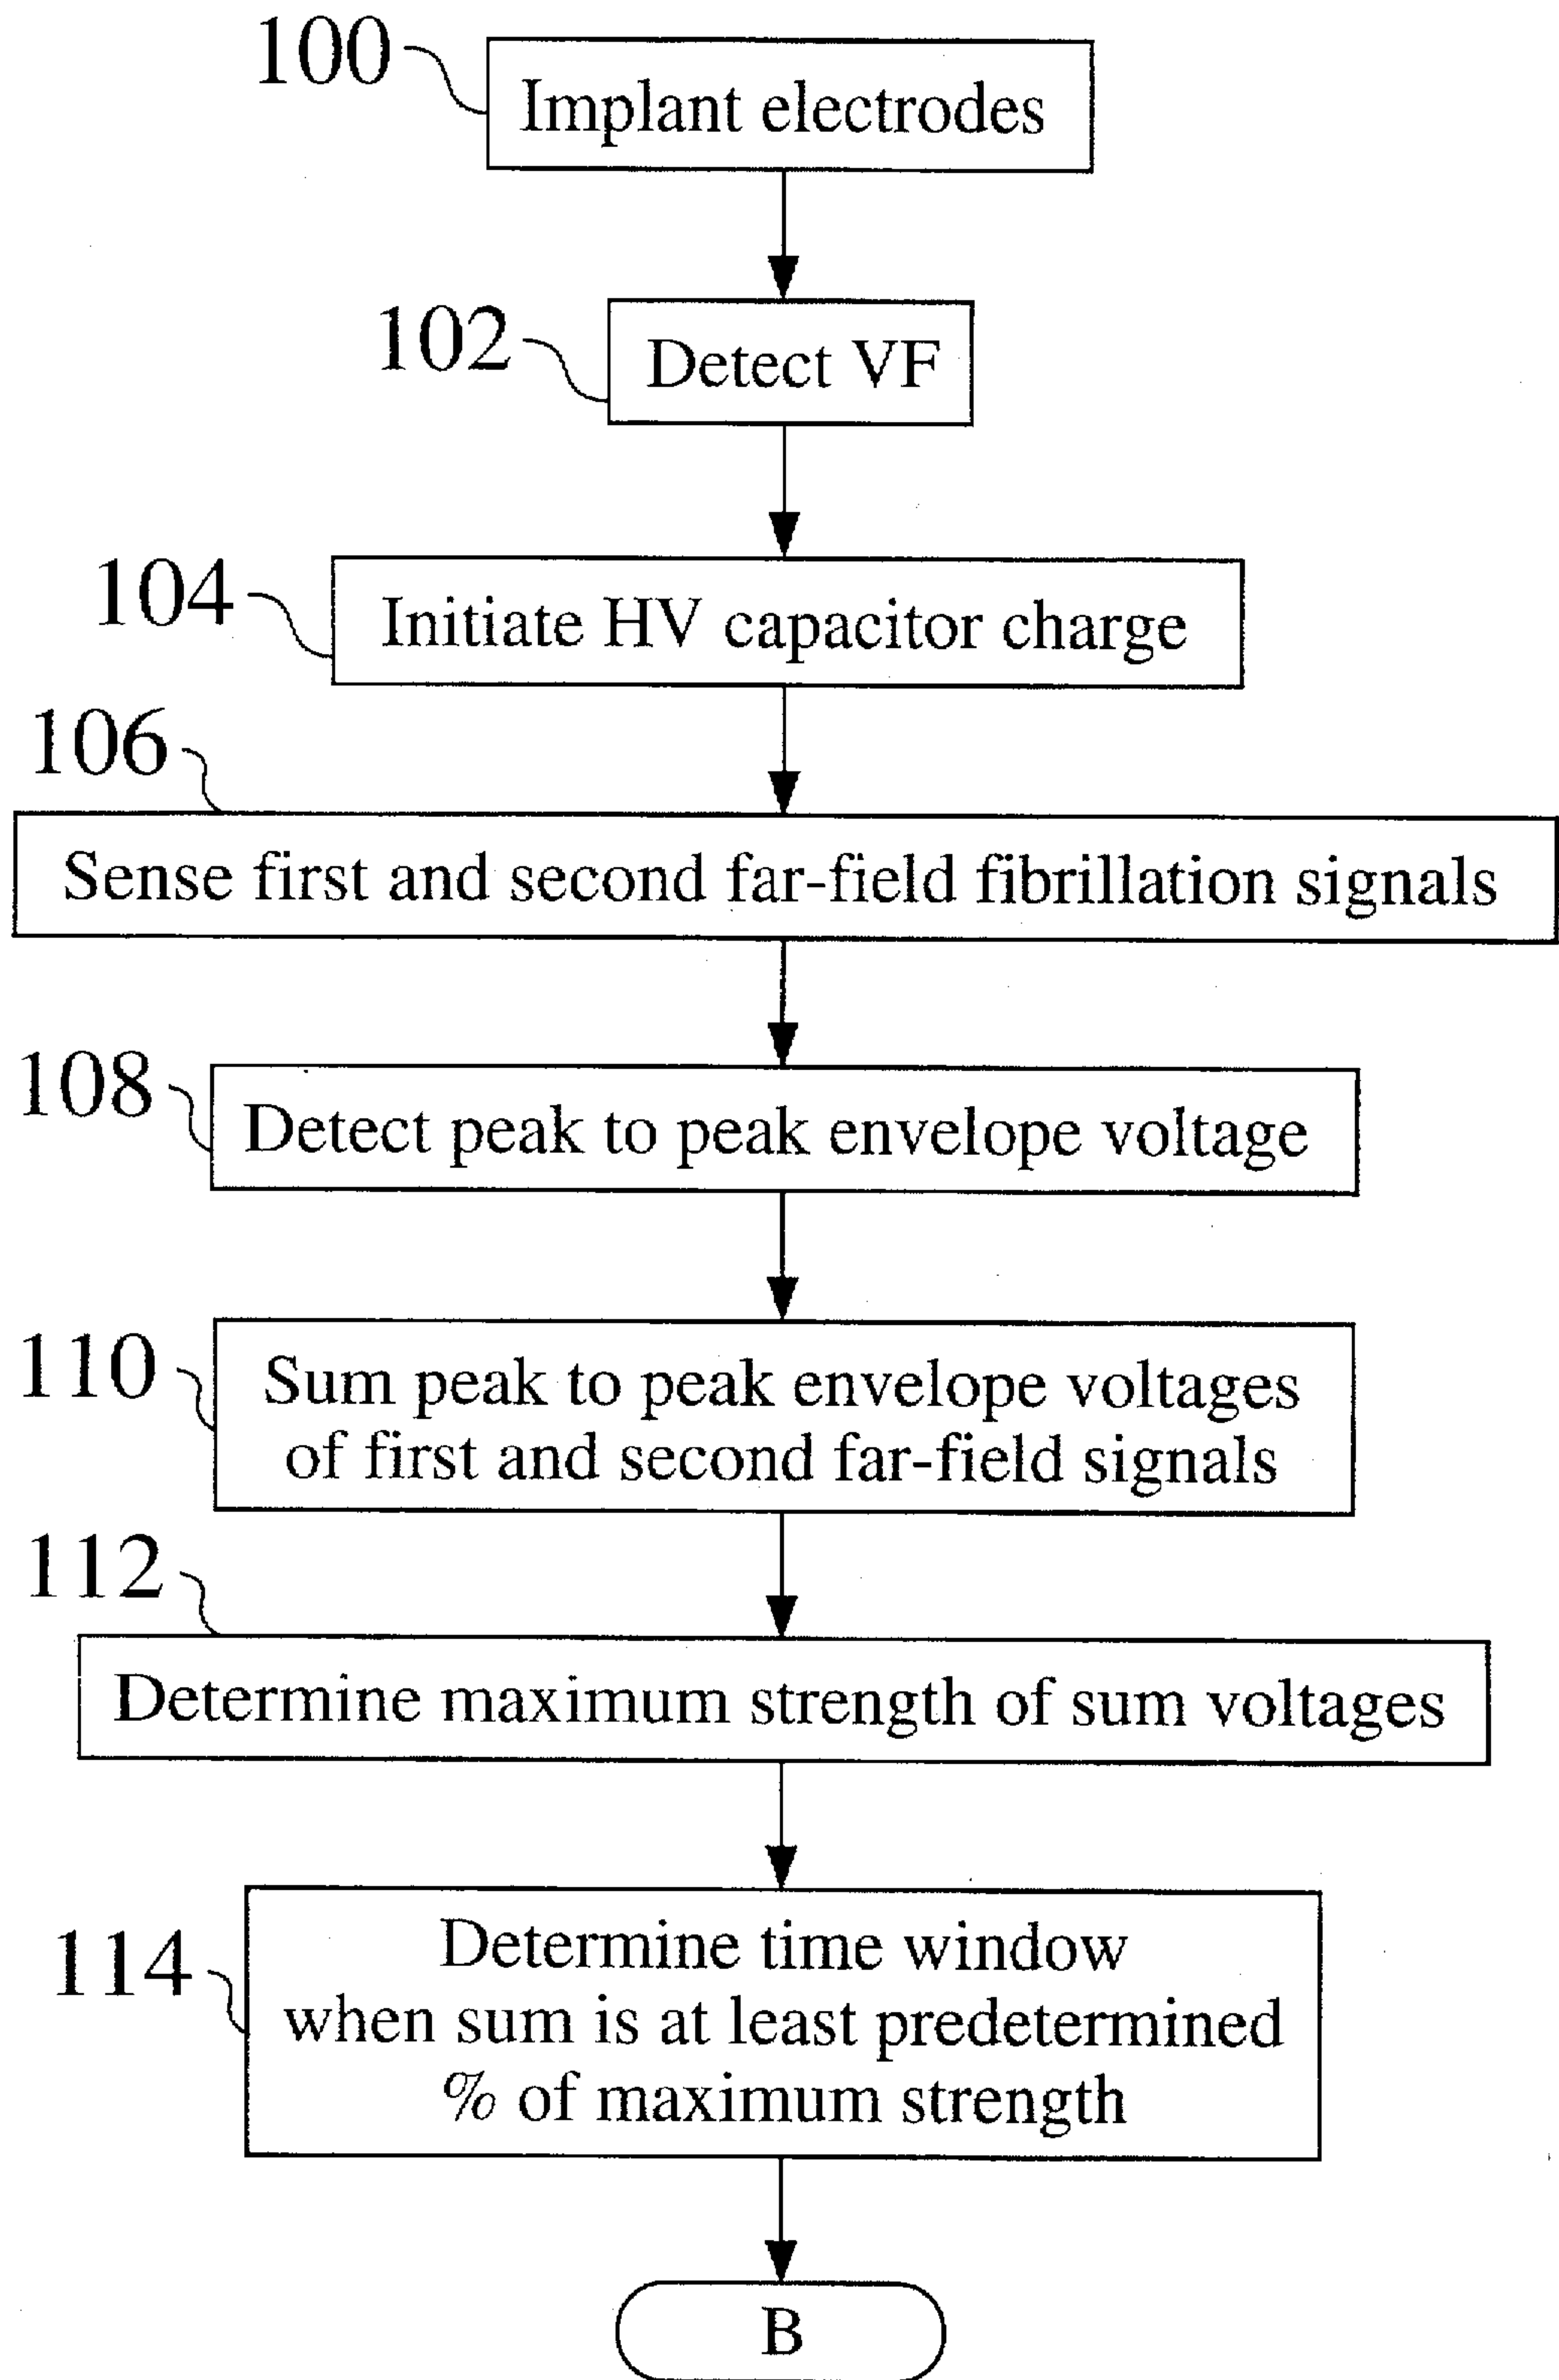 100
Implant electrodes
102
Detect VF
104
Initiate HV capacitor charge
106
Sense first and second far-field fibrillation signals
108
Detect peak to peak envelope voltage
110
Sum peak to peak envelope voltages
of first and second far-field signals
112
Determine maximum strength of sum voltages
114
Determine time window
when sum is at least predetermined
% of maximum strength
B